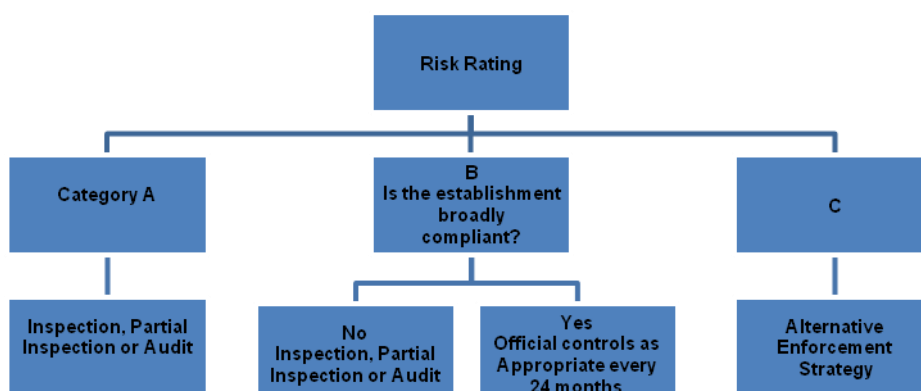 Risk Rating
Category A
B
Is the establishment
broadly
compliant?
C
Inspection, Partial
Inspection or Audit
No
Inspection, Partial
Inspection or Audit
Yes
Official controls as
Appropriate every
24 months
Alternative
Enforcement
Strategy